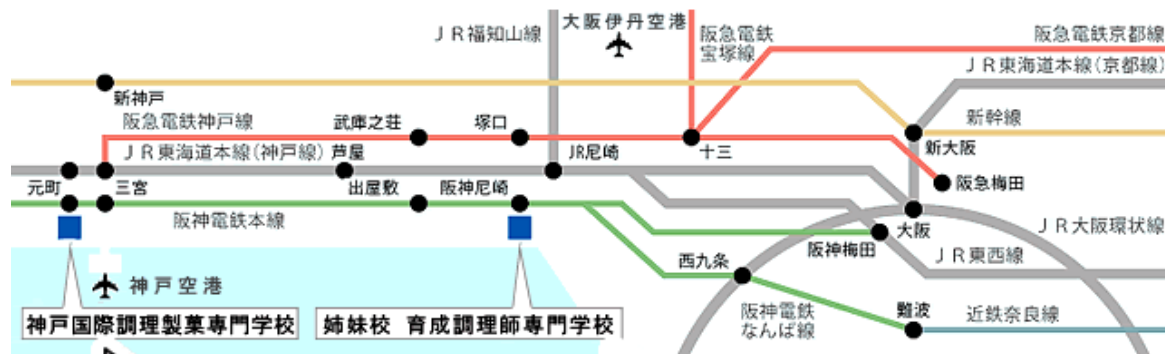 大阪伊丹空港
JR福知山線
阪急電鉄
宝塚線
阪急電鉄京都線
JR東海道本線(京都線)
新神戸
新幹線
阪急電鉄神戸線
武庫之荘
塚口
十三
新大阪
JR東海道本線(神戸線)
芦屋
JR尼崎
阪急梅田
元町
三宮
出屋敷
阪神尼崎
阪神電鉄本線
大阪
JR大阪環状線
阪神梅田
JR東西線
西九条
神戸空港
阪神電鉄
なんば線
難波
近鉄奈良線
神戸国際調理製菓専門学校
姉妹校 育成調理師専門学校